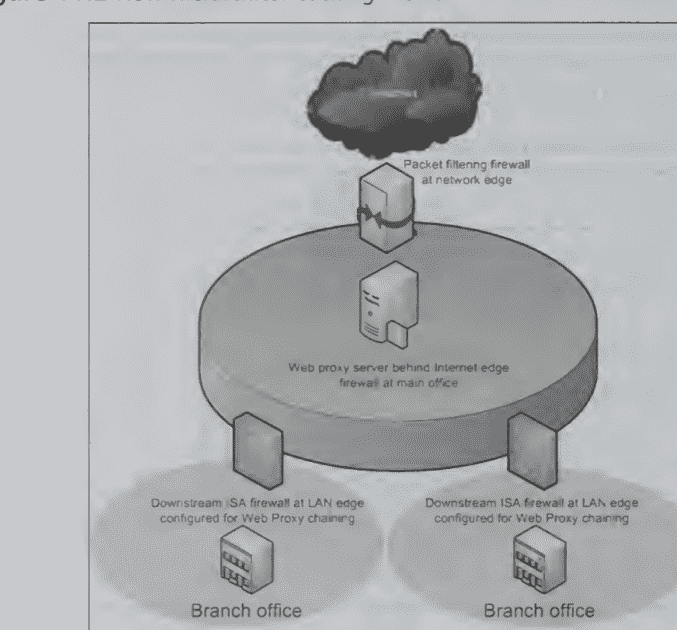 Packet filtering firewall
at network edge
Web proxy server behind Internet edge
firewall at main office
Downstream ISA firewall at LAN edge
configured for Web Proxy chaining
Downstream ISA firewall at LAN edge
configured for Web Proxy chaining
Branch office
Branch office